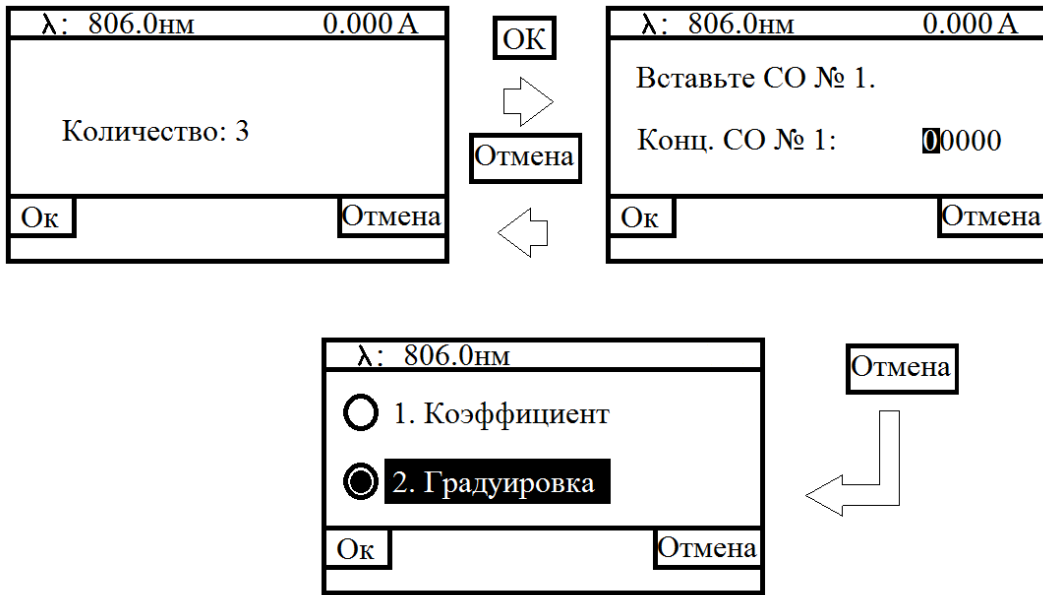 λ: 806.0нм 0.000 A
Количество: 3
Ок Отмена
ОК
Отмена
λ: 806.0нм 0.000 A
Вставьте СО № 1.
Конц. СО № 1: 00000
Ок Отмена
λ: 806.0нм
1. Коэффициент
2. Градуировка
Ок Отмена
Отмена